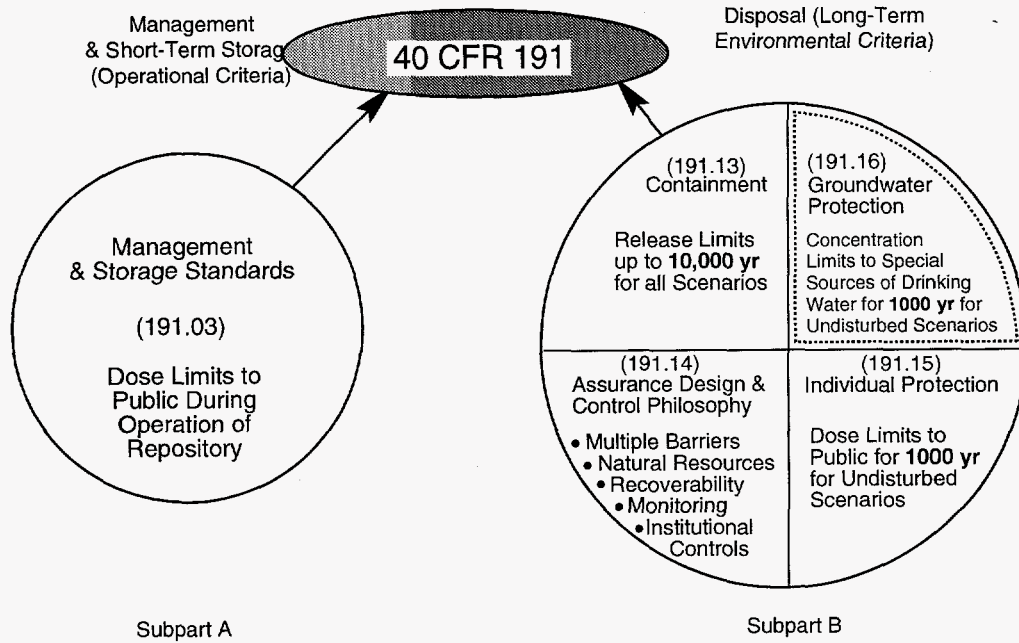 Management
& Short-Term Storag
(Operational Criteria)
40 CFR 191
Disposal (Long-Term
Environmental Criteria)
Management
& Storage Standards
(191.03)
Dose Limits to
Public During
Operation of
Repository
(191.13)
Containment
Release Limits
up to 10,000 yr
for all Scenarios
(191.16)
Groundwater
Protection
Concentration
Limits to Special
Sources of Drinking
Water for 1000 yr for
Undisturbed Scenarios
(191.14)
Assurance Design &
Control Philosophy
• Multiple Barriers
• Natural Resources
• Recoverability
• Monitoring
• Institutional
Controls
(191.15)
Individual Protection
Dose Limits to
Public for 1000 yr
for Undisturbed
Scenarios
Subpart A
Subpart B